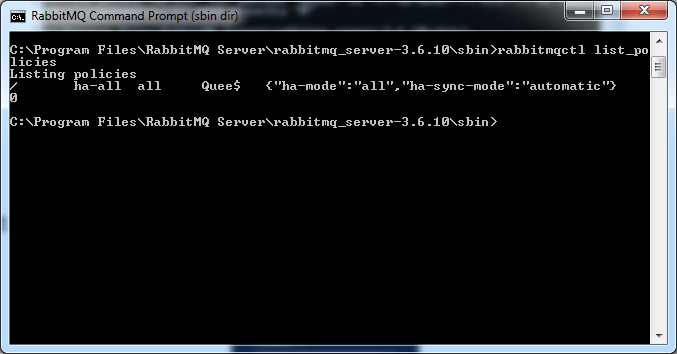 RabbitMQ Command Prompt (sbin dir)
C:\Program Files\RabbitMQ Server\rabbitmq_server-3.6.10\sbin>rabbitmqctl list_po
licies
Listing policies
/       ha-all  all     Quee$   {"ha-mode":"all","ha-sync-mode":"automatic"}
0
C:\Program Files\RabbitMQ Server\rabbitmq_server-3.6.10\sbin>